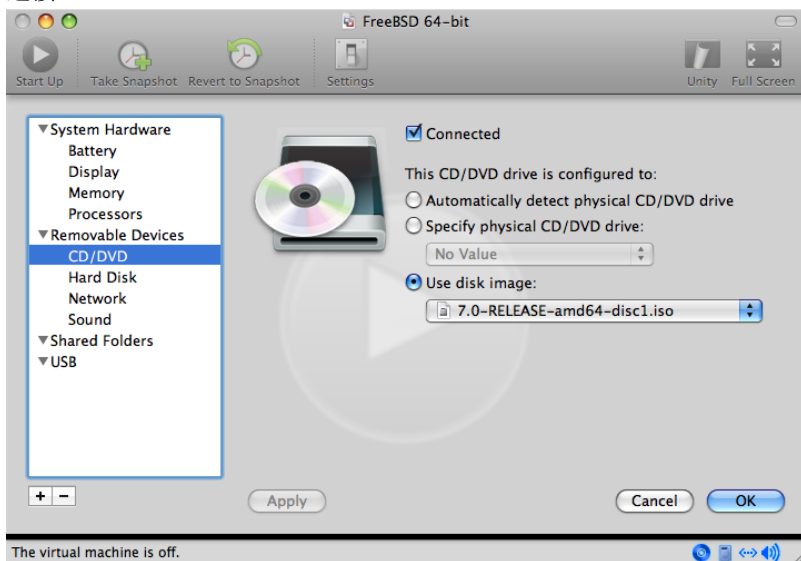 FreeBSD 64-bit
Start Up Take Snapshot Revert to Snapshot Settings Unity Full Screen
System Hardware
Battery
Display
Memory
Processors
Removable Devices
CD/DVD
Hard Disk
Network
Sound
Shared Folders
USB
Connected
This CD/DVD drive is configured to:
Automatically detect physical CD/DVD drive
Specify physical CD/DVD drive:
No Value
Use disk image:
7.0-RELEASE-amd64-disc1.iso
Apply
Cancel
OK
The virtual machine is off.